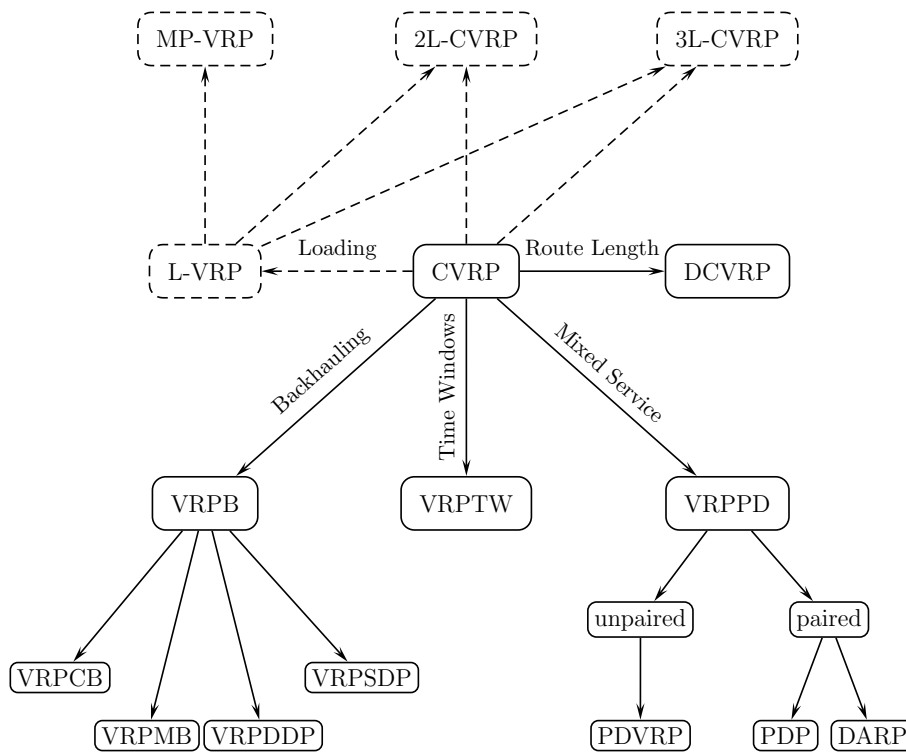 MP-VRP
2L-CVRP
3L-CVRP
L-VRP
Loading
CVRP
Route Length
DCVRP
Backhauling
Time Windows
Mixed Service
VRPB
VRPTW
VRPPD
unpaired
paired
VRPCB
VRPSDP
VRPMB
VRPDDP
PDVRP
PDP
DARP